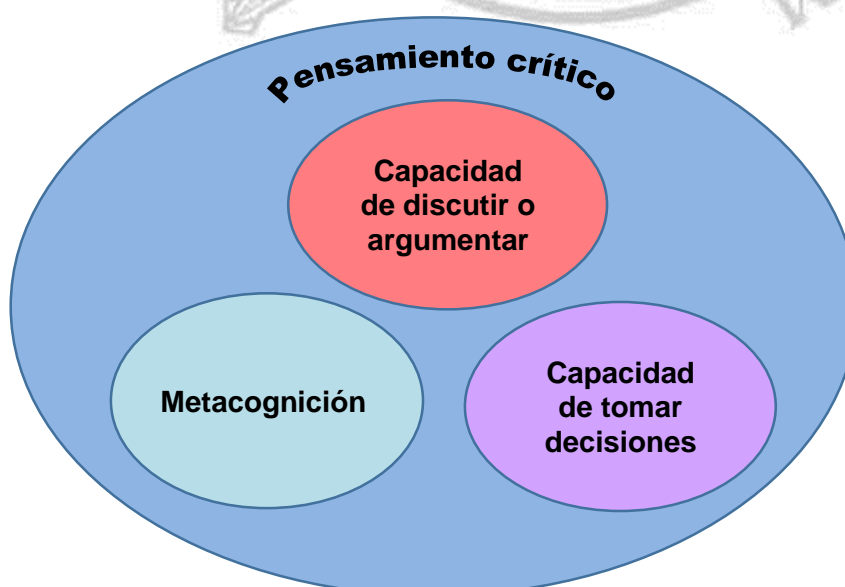 Pensamiento crítico
Capacidad
de discutir o
argumentar
Metacognición
Capacidad
de tomar
decisiones